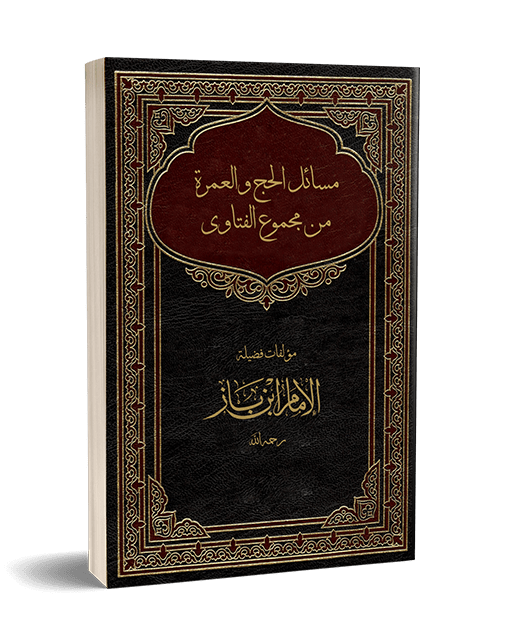 مسائل الحج والعمرة
من مجموع الفتاوى
مؤلفات فضيلة
الإمام ابن باز
رحمه الله